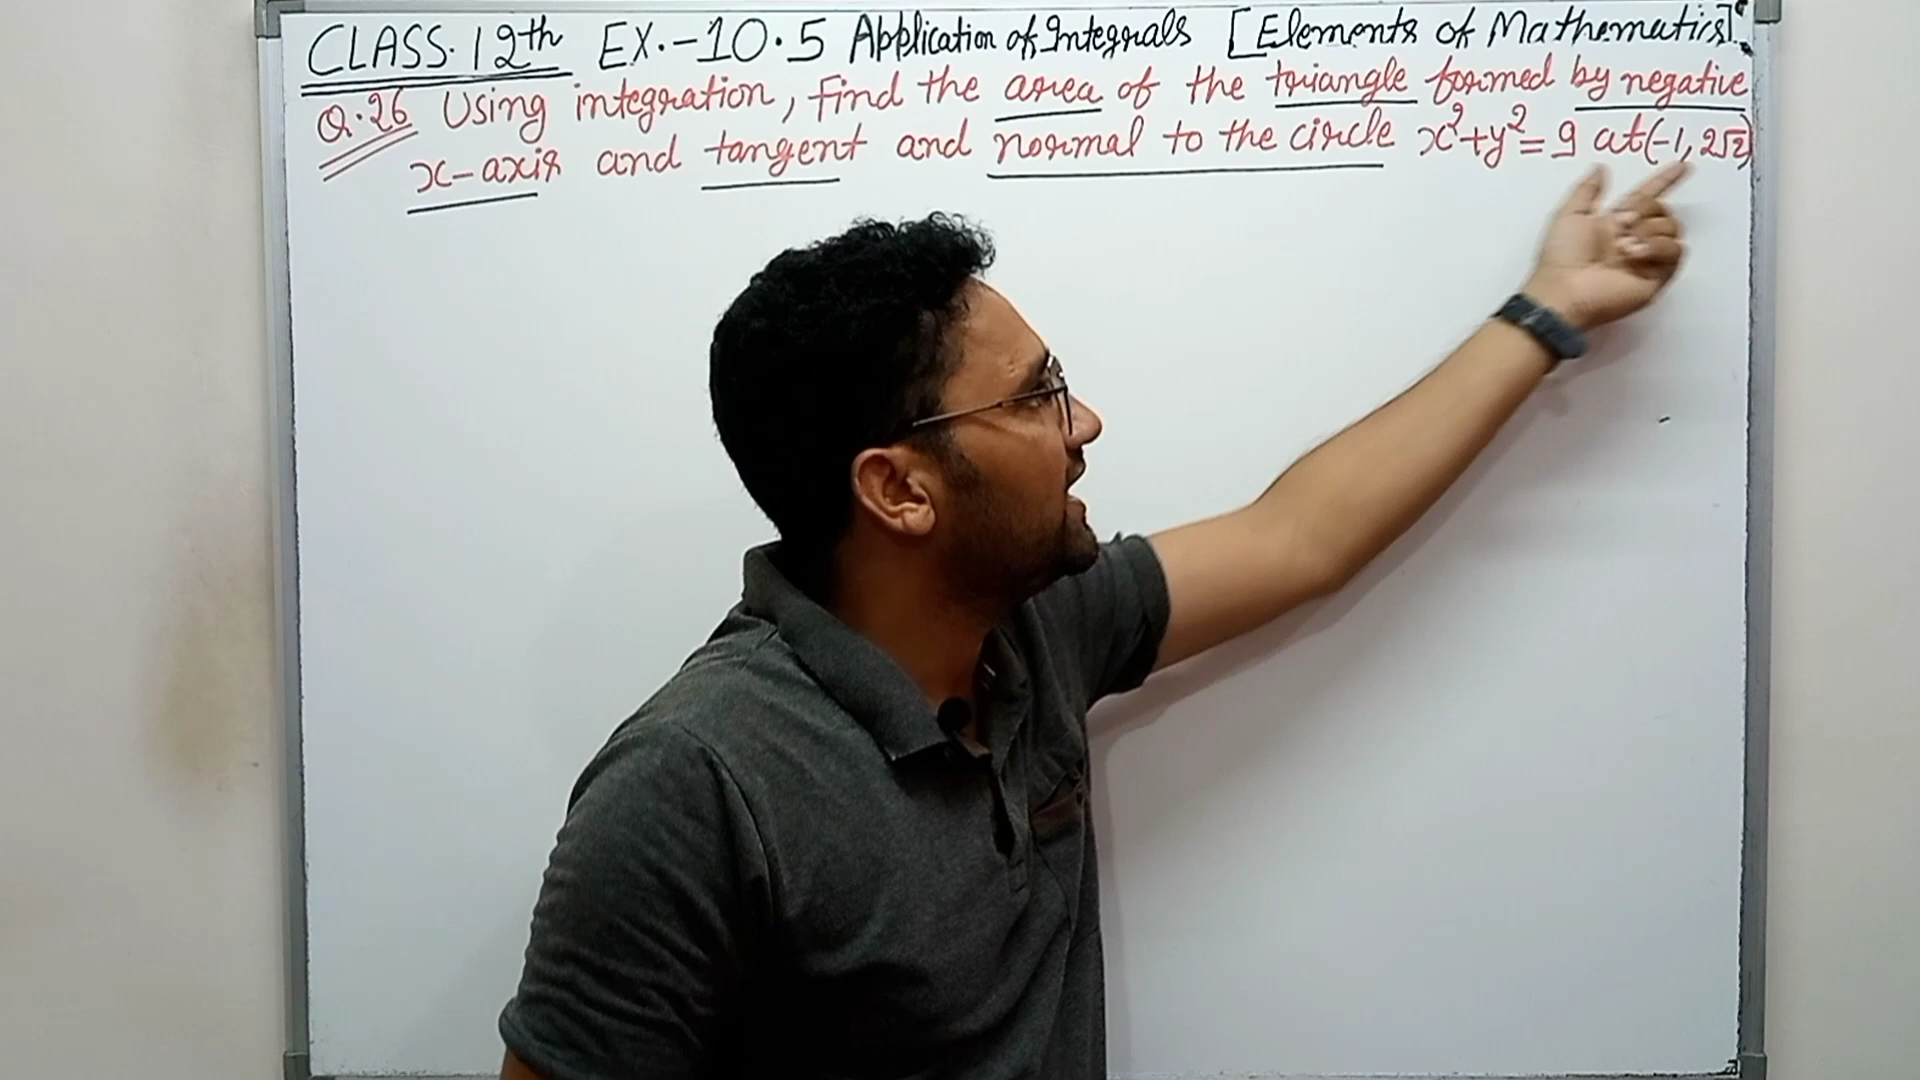 CLASS. 12th EX.-10.5 Application of Integrals [Elements of Mathematics]
Q.26 Using integration, find the area of the triangle formed by negative
x-axis and tangent and normal to the circle x²+y²=9 at(-1, 2√2)